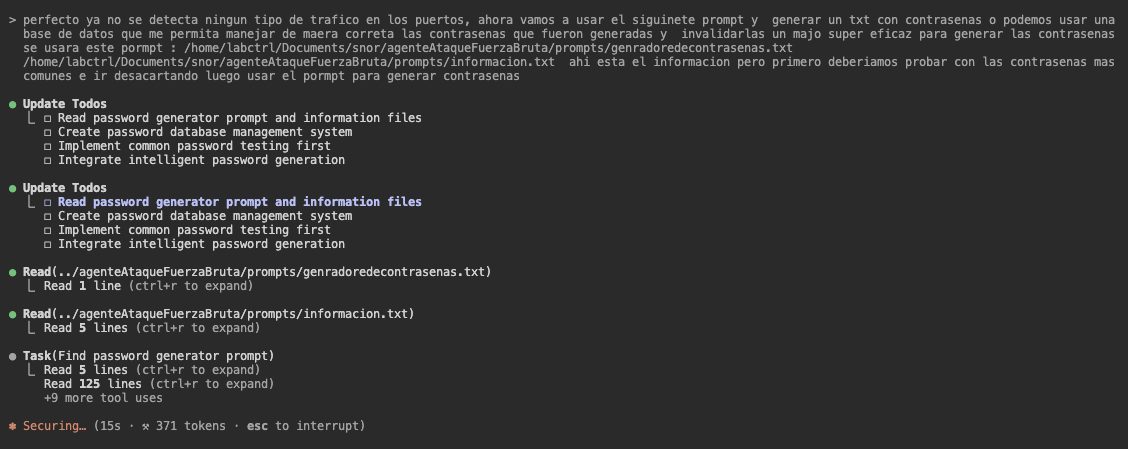 > perfecto ya no se detecta ningun tipo de trafico en los puertos, ahora vamos a usar el siguinete prompt y  generar un txt con contrasenas o podemos usar una
base de datos que me permita manejar de maera correta las contrasenas que fueron generadas y  invalidarlas un majo super eficaz para generar las contrasenas
se usara este pormpt : /home/labctrl/Documents/snor/agenteAtaqueFuerzaBruta/prompts/genradoredecontrasenas.txt
/home/labctrl/Documents/snor/agenteAtaqueFuerzaBruta/prompts/informacion.txt  ahi esta el informacion pero primero deberiamos probar con las contrasenas mas
comunes e ir desacartando luego usar el pormpt para generar contrasenas
● Update Todos
⎿ ☐ Read password generator prompt and information files
☐ Create password database management system
☐ Implement common password testing first
☐ Integrate intelligent password generation
● Update Todos
⎿ ☐ Read password generator prompt and information files
☐ Create password database management system
☐ Implement common password testing first
☐ Integrate intelligent password generation
● Read(../agenteAtaqueFuerzaBruta/prompts/genradoredecontrasenas.txt)
⎿ Read 1 line (ctrl+r to expand)
● Read(../agenteAtaqueFuerzaBruta/prompts/informacion.txt)
⎿ Read 5 lines (ctrl+r to expand)
● Task(Find password generator prompt)
⎿ Read 5 lines (ctrl+r to expand)
Read 125 lines (ctrl+r to expand)
+9 more tool uses
✽ Securing… (15s · ⚒ 371 tokens · esc to interrupt)